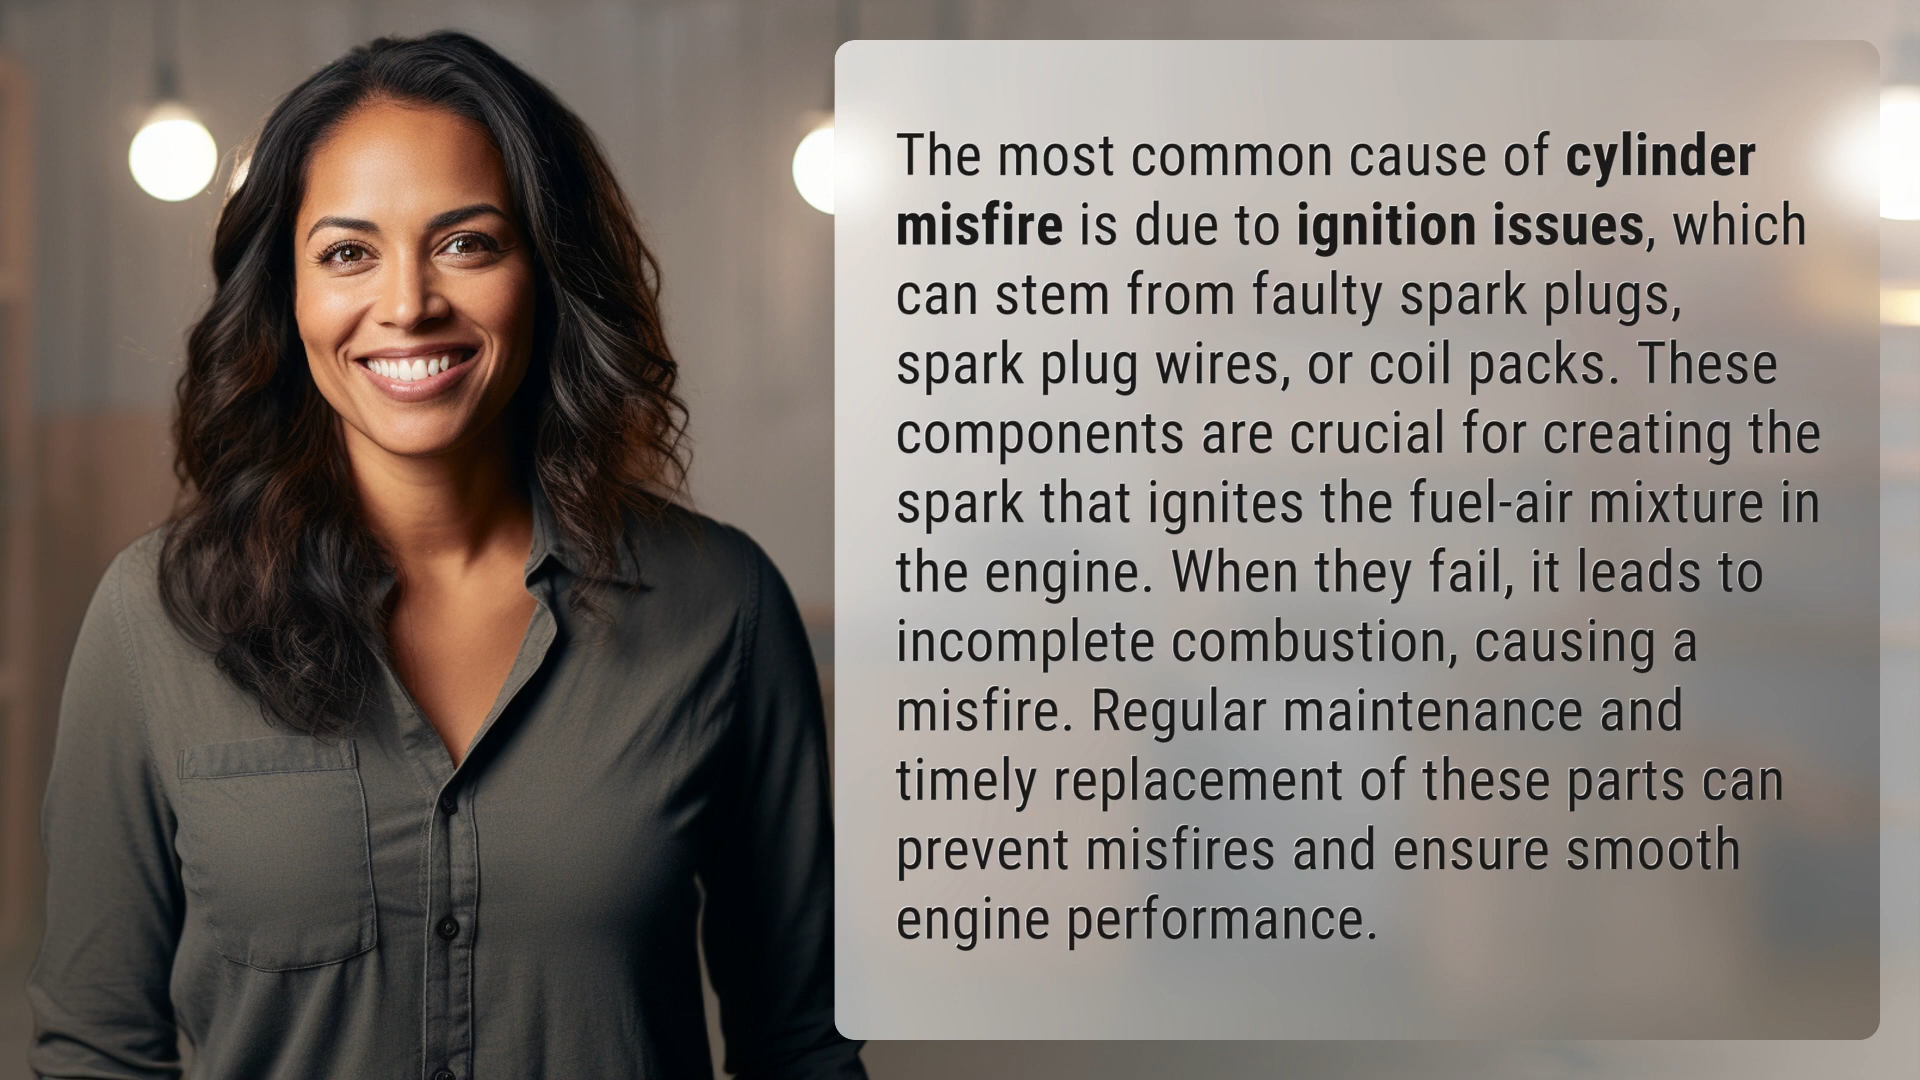 The most common cause of cylinder
misfire is due to ignition issues, which
can stem from faulty spark plugs,
spark plug wires, or coil packs. These
components are crucial for creating the
spark that ignites the fuel-air mixture in
the engine. When they fail, it leads to
incomplete combustion, causing a
misfire. Regular maintenance and
timely replacement of these parts can
prevent misfires and ensure smooth
engine performance.